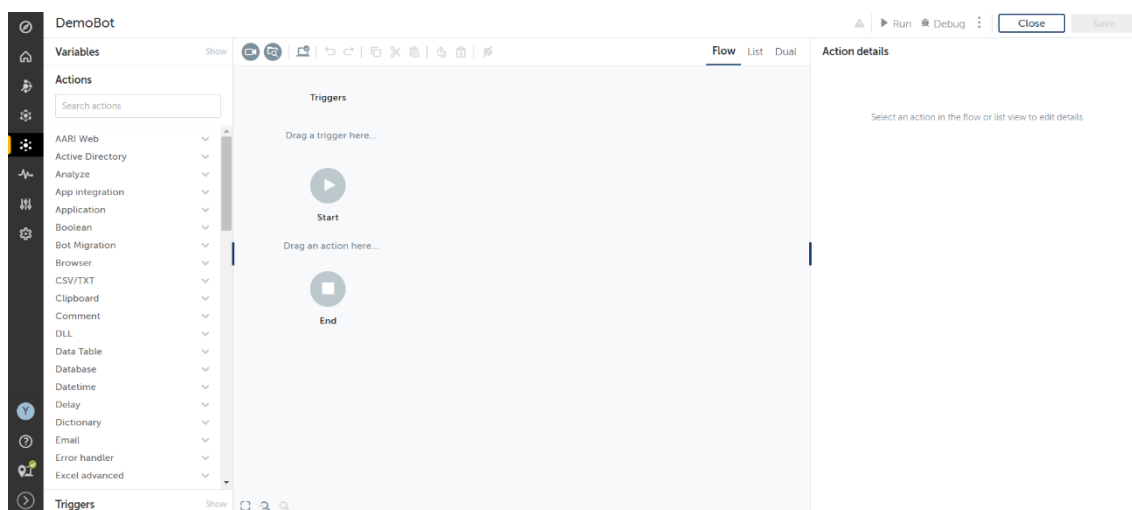 DemoBot
Run
Debug
Close
Save
Variables
Show
Flow
List
Dual
Action details
Actions
Search actions
Triggers
Drag a trigger here...
Start
Drag an action here...
End
Select an action in the flow or list view to edit details
AARI Web
Active Directory
Analyze
App integration
Application
Boolean
Bot Migration
Browser
CSV/TXT
Clipboard
Comment
DLL
Data Table
Database
Datetime
Delay
Dictionary
Email
Error handler
Excel advanced
Triggers
Show
Y